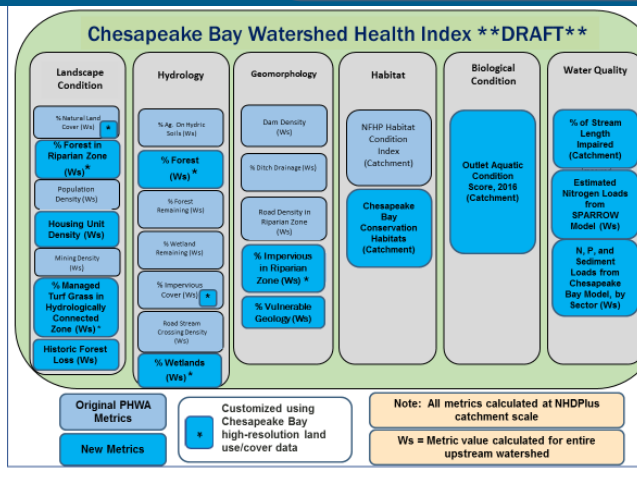 Chesapeake Bay Watershed Health Index **DRAFT**
Landscape
Condition
% Natural Land
Cover (Ws) *
% Forest in
Riparian Zone
(Ws)*
Population
Density (Ws)
Housing Unit
Density (Ws)
Mining Density
(Ws)
% Managed
Turf Grass in
Hydrologically
Connected
Zone (Ws) *
Historic Forest
Loss (Ws)
Hydrology
% Ag. On Hydric
Soils (Ws)
% Forest
(Ws) *
% Forest
Remaining (Ws)
% Wetland
Remaining (Ws)
% Impervious
Cover (Ws) *
Road Stream
Crossing Density
(Ws)
% Wetlands
(Ws) *
Geomorphology
Dam Density
(Ws)
% Ditch Drainage (Ws)
Road Density in
Riparian Zone
(Ws)
% Impervious
in Riparian
Zone (Ws) *
% Vulnerable
Geology (Ws)
Habitat
NFHP Habitat
Condition
Index
(Catchment)
Chesapeake
Bay
Conservation
Habitats
(Catchment)
Biological
Condition
Outlet Aquatic
Condition
Score, 2016
(Catchment)
Water Quality
% of Stream
Length
Impaired
(Catchment)
Estimated
Nitrogen Loads
from
SPARROW
Model (Ws)
N, P, and
Sediment
Loads from
Chesapeake
Bay Model, by
Sector (Ws)
Original PHWA
Metrics
New Metrics
*
Customized using
Chesapeake Bay
high-resolution land
use/cover data
Note: All metrics calculated at NHDPlus
catchment scale
Ws = Metric value calculated for entire
upstream watershed